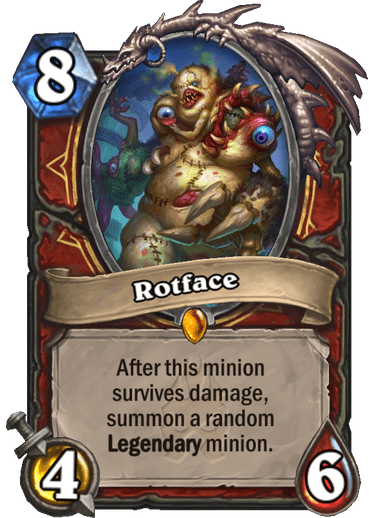 8
Rotface
After this minion
survives damage,
summon a random
Legendary minion.
4
6